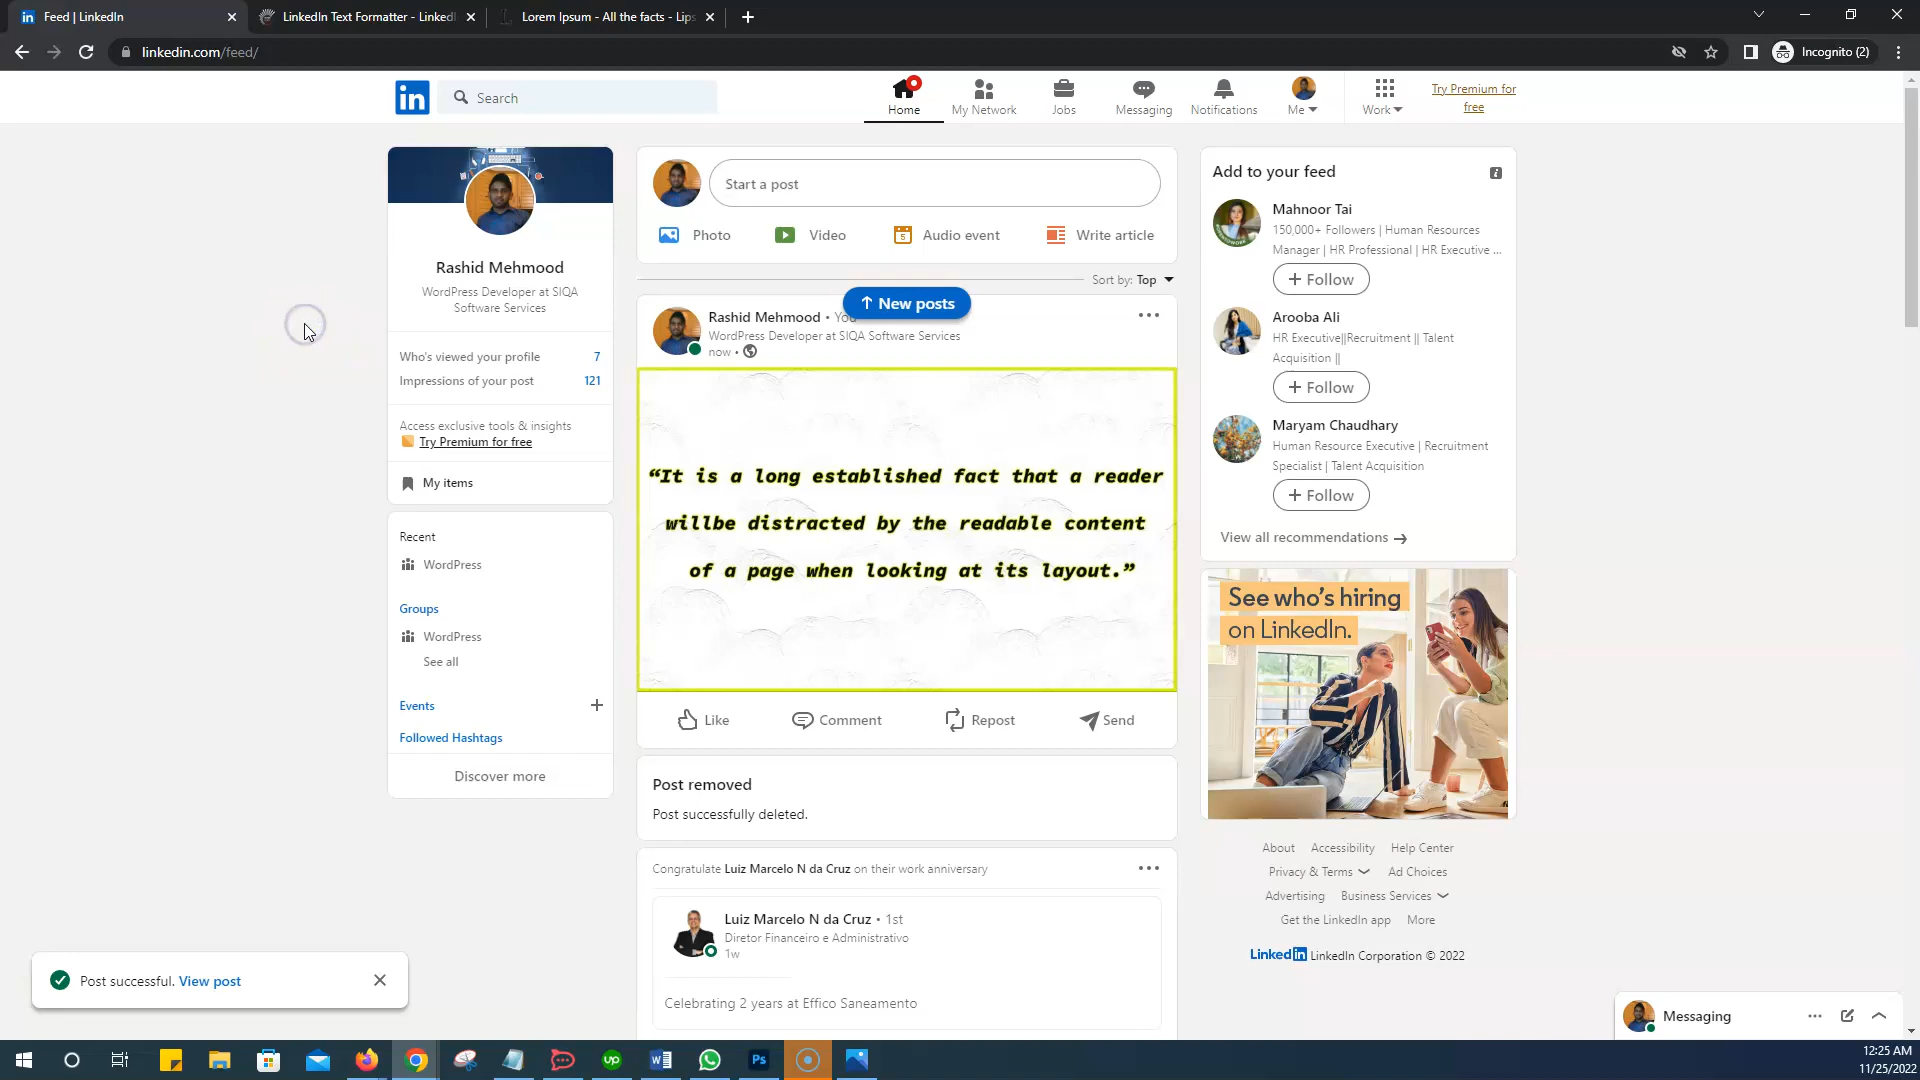 Feed | LinkedIn
LinkedIn Text Formatter - LinkedI
Lorem Ipsum - All the facts - Lips
linkedin.com/feed/
Incognito (2)
in
Search
Home
My Network
Jobs
Messaging
Notifications
Me
Work
Try Premium for
free
Rashid Mehmood
WordPress Developer at SIQA
Software Services
Who's viewed your profile 7
Impressions of your post 121
Access exclusive tools & insights
Try Premium for free
My items
Recent
WordPress
Groups
WordPress
See all
Events
Followed Hashtags
Discover more
Start a post
Photo
Video
Audio event
Write article
Sort by: Top
New posts
Rashid Mehmood • You
WordPress Developer at SIQA Software Services
now •
“It is a long established fact that a reader
willbe distracted by the readable content
of a page when looking at its layout.”
Like
Comment
Repost
Send
Post removed
Post successfully deleted.
Congratulate Luiz Marcelo N da Cruz on their work anniversary
Luiz Marcelo N da Cruz • 1st
Diretor Financeiro e Administrativo
1w
Celebrating 2 years at Effico Saneamento
Add to your feed
Mahnoor Tai
150,000+ Followers | Human Resources
Manager | HR Professional | HR Executive ...
+ Follow
Arooba Ali
HR Executive||Recruitment || Talent
Acquisition ||
+ Follow
Maryam Chaudhary
Human Resource Executive | Recruitment
Specialist | Talent Acquisition
+ Follow
View all recommendations →
See who's hiring
on LinkedIn.
About Accessibility Help Center
Privacy & Terms Ad Choices
Advertising Business Services
Get the LinkedIn app More
LinkedIn LinkedIn Corporation © 2022
Post successful. View post
Messaging
up
Ps
12:25 AM
11/25/2022